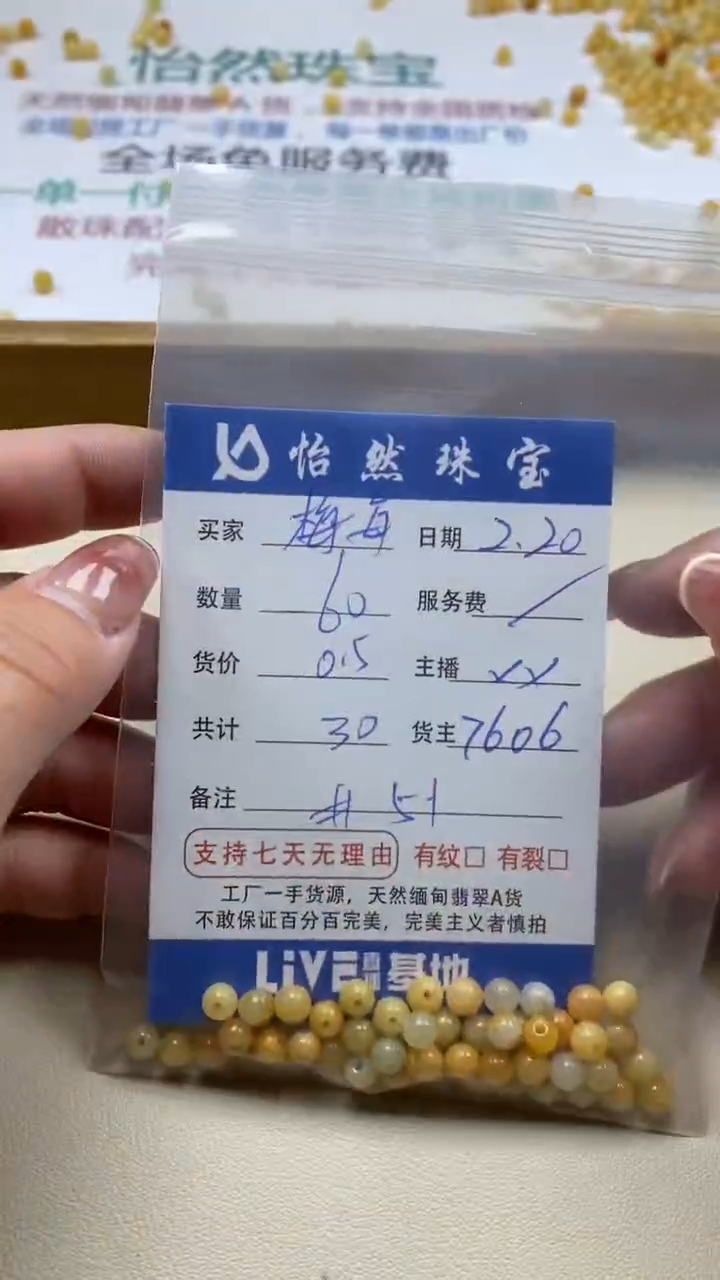 怡然珠宝
全场免服务费
怡然珠宝
买家 梅每 日期 2.20
数量 60 服务费 /
货价 0.5 主播 xx
共计 30 货主 7606
备注 # 51
支持七天无理由 有纹□ 有裂□
工厂一手货源，天然缅甸翡翠A货
不敢保证百分百完美，完美主义者慎拍
LiVE 基地